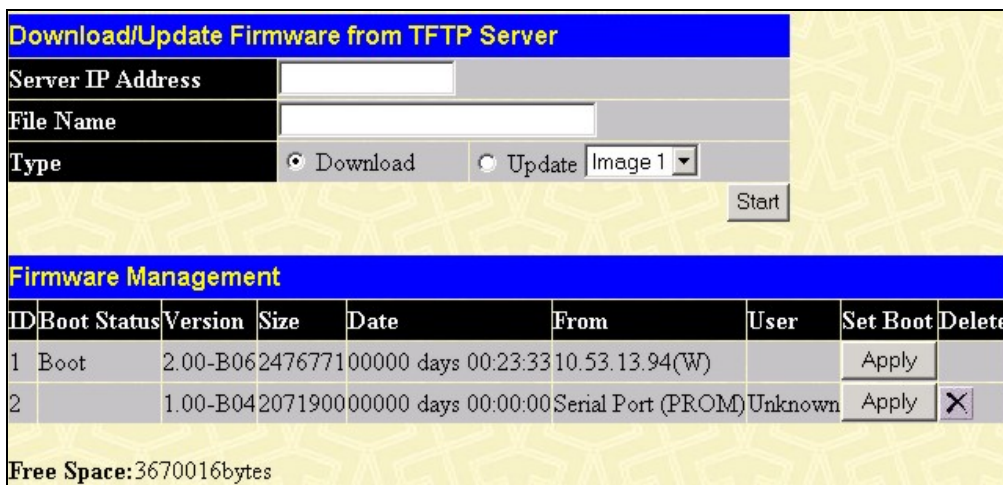 Download/Update Firmware from TFTP Server
Server IP Address
File Name
Type Download Update Image 1
Start
Firmware Management
ID Boot Status Version Size Date From User Set Boot Delete
1 Boot 2.00-B06 2476771 00000 days 00:23:33 10.53.13.94(W) Apply
2 1.00-B04 2071900 00000 days 00:00:00 Serial Port (PROM) Unknown Apply X
Free Space:3670016bytes